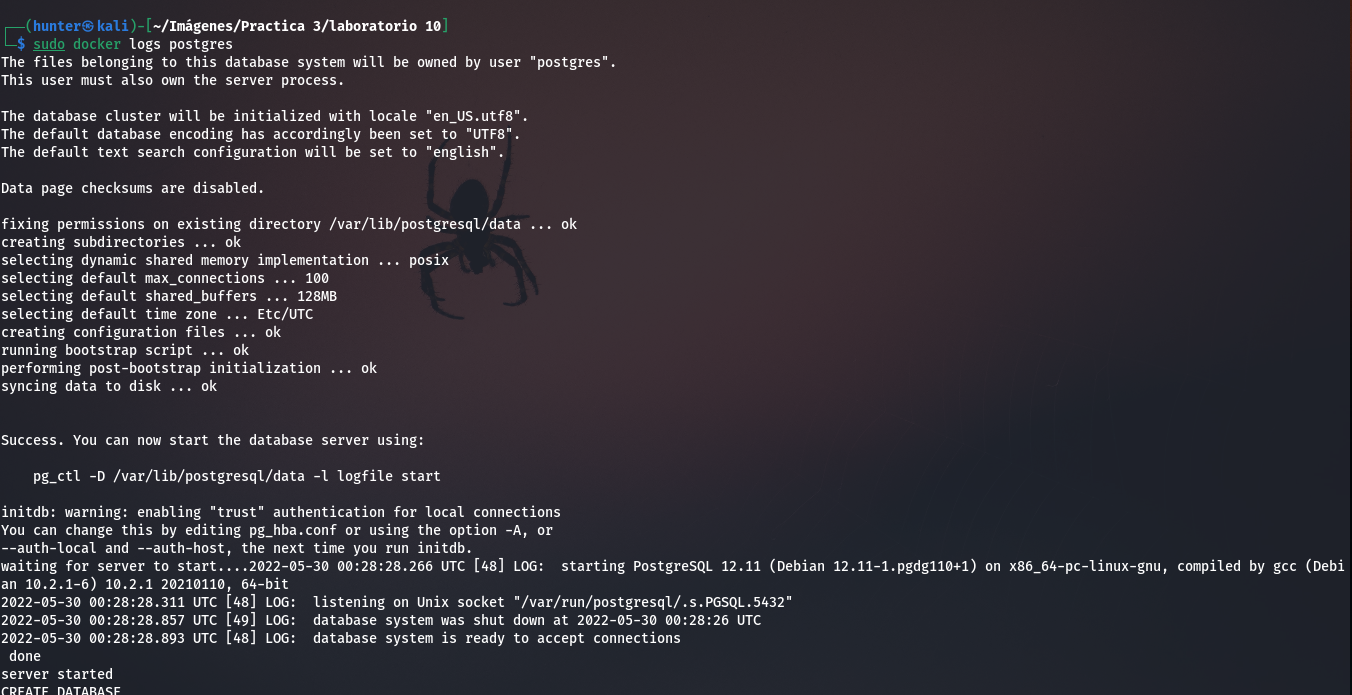 (hunter㉿kali)-[~/Imágenes/Practica 3/laboratorio 10]
$ sudo docker logs postgres
The files belonging to this database system will be owned by user "postgres".
This user must also own the server process.
The database cluster will be initialized with locale "en_US.utf8".
The default database encoding has accordingly been set to "UTF8".
The default text search configuration will be set to "english".
Data page checksums are disabled.
fixing permissions on existing directory /var/lib/postgresql/data ... ok
creating subdirectories ... ok
selecting dynamic shared memory implementation ... posix
selecting default max_connections ... 100
selecting default shared_buffers ... 128MB
selecting default time zone ... Etc/UTC
creating configuration files ... ok
running bootstrap script ... ok
performing post-bootstrap initialization ... ok
syncing data to disk ... ok
Success. You can now start the database server using:
pg_ctl -D /var/lib/postgresql/data -l logfile start
initdb: warning: enabling "trust" authentication for local connections
You can change this by editing pg_hba.conf or using the option -A, or
--auth-local and --auth-host, the next time you run initdb.
waiting for server to start....2022-05-30 00:28:28.266 UTC [48] LOG:  starting PostgreSQL 12.11 (Debian 12.11-1.pgdg110+1) on x86_64-pc-linux-gnu, compiled by gcc (Debi
an 10.2.1-6) 10.2.1 20210110, 64-bit
2022-05-30 00:28:28.311 UTC [48] LOG:  listening on Unix socket "/var/run/postgresql/.s.PGSQL.5432"
2022-05-30 00:28:28.857 UTC [49] LOG:  database system was shut down at 2022-05-30 00:28:26 UTC
2022-05-30 00:28:28.893 UTC [48] LOG:  database system is ready to accept connections
done
server started
CREATE DATABASE